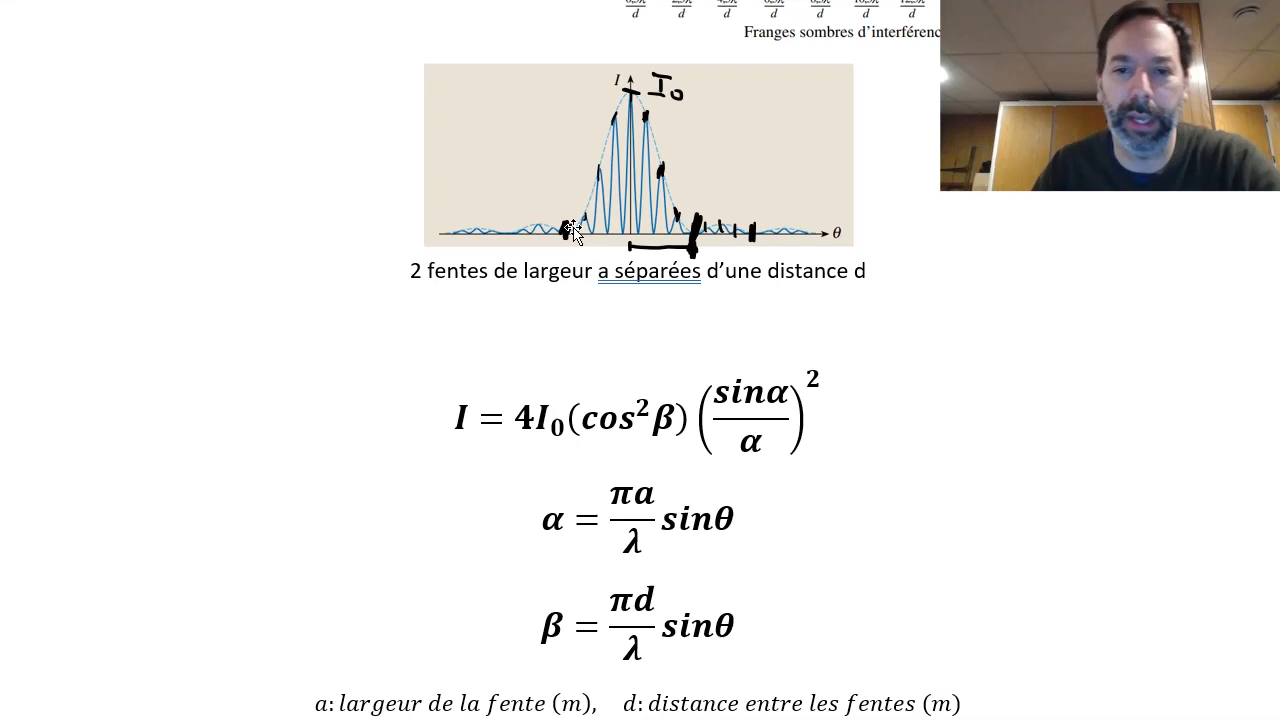 d d d d d d d
Franges sombres d’interférenc
I I₀
θ
2 fentes de largeur a séparées d’une distance d
I = 4I₀(cos²β)(sinα/α)²
α = πa/λ sinθ
β = πd/λ sinθ
a: largeur de la fente (m), d: distance entre les fentes (m)